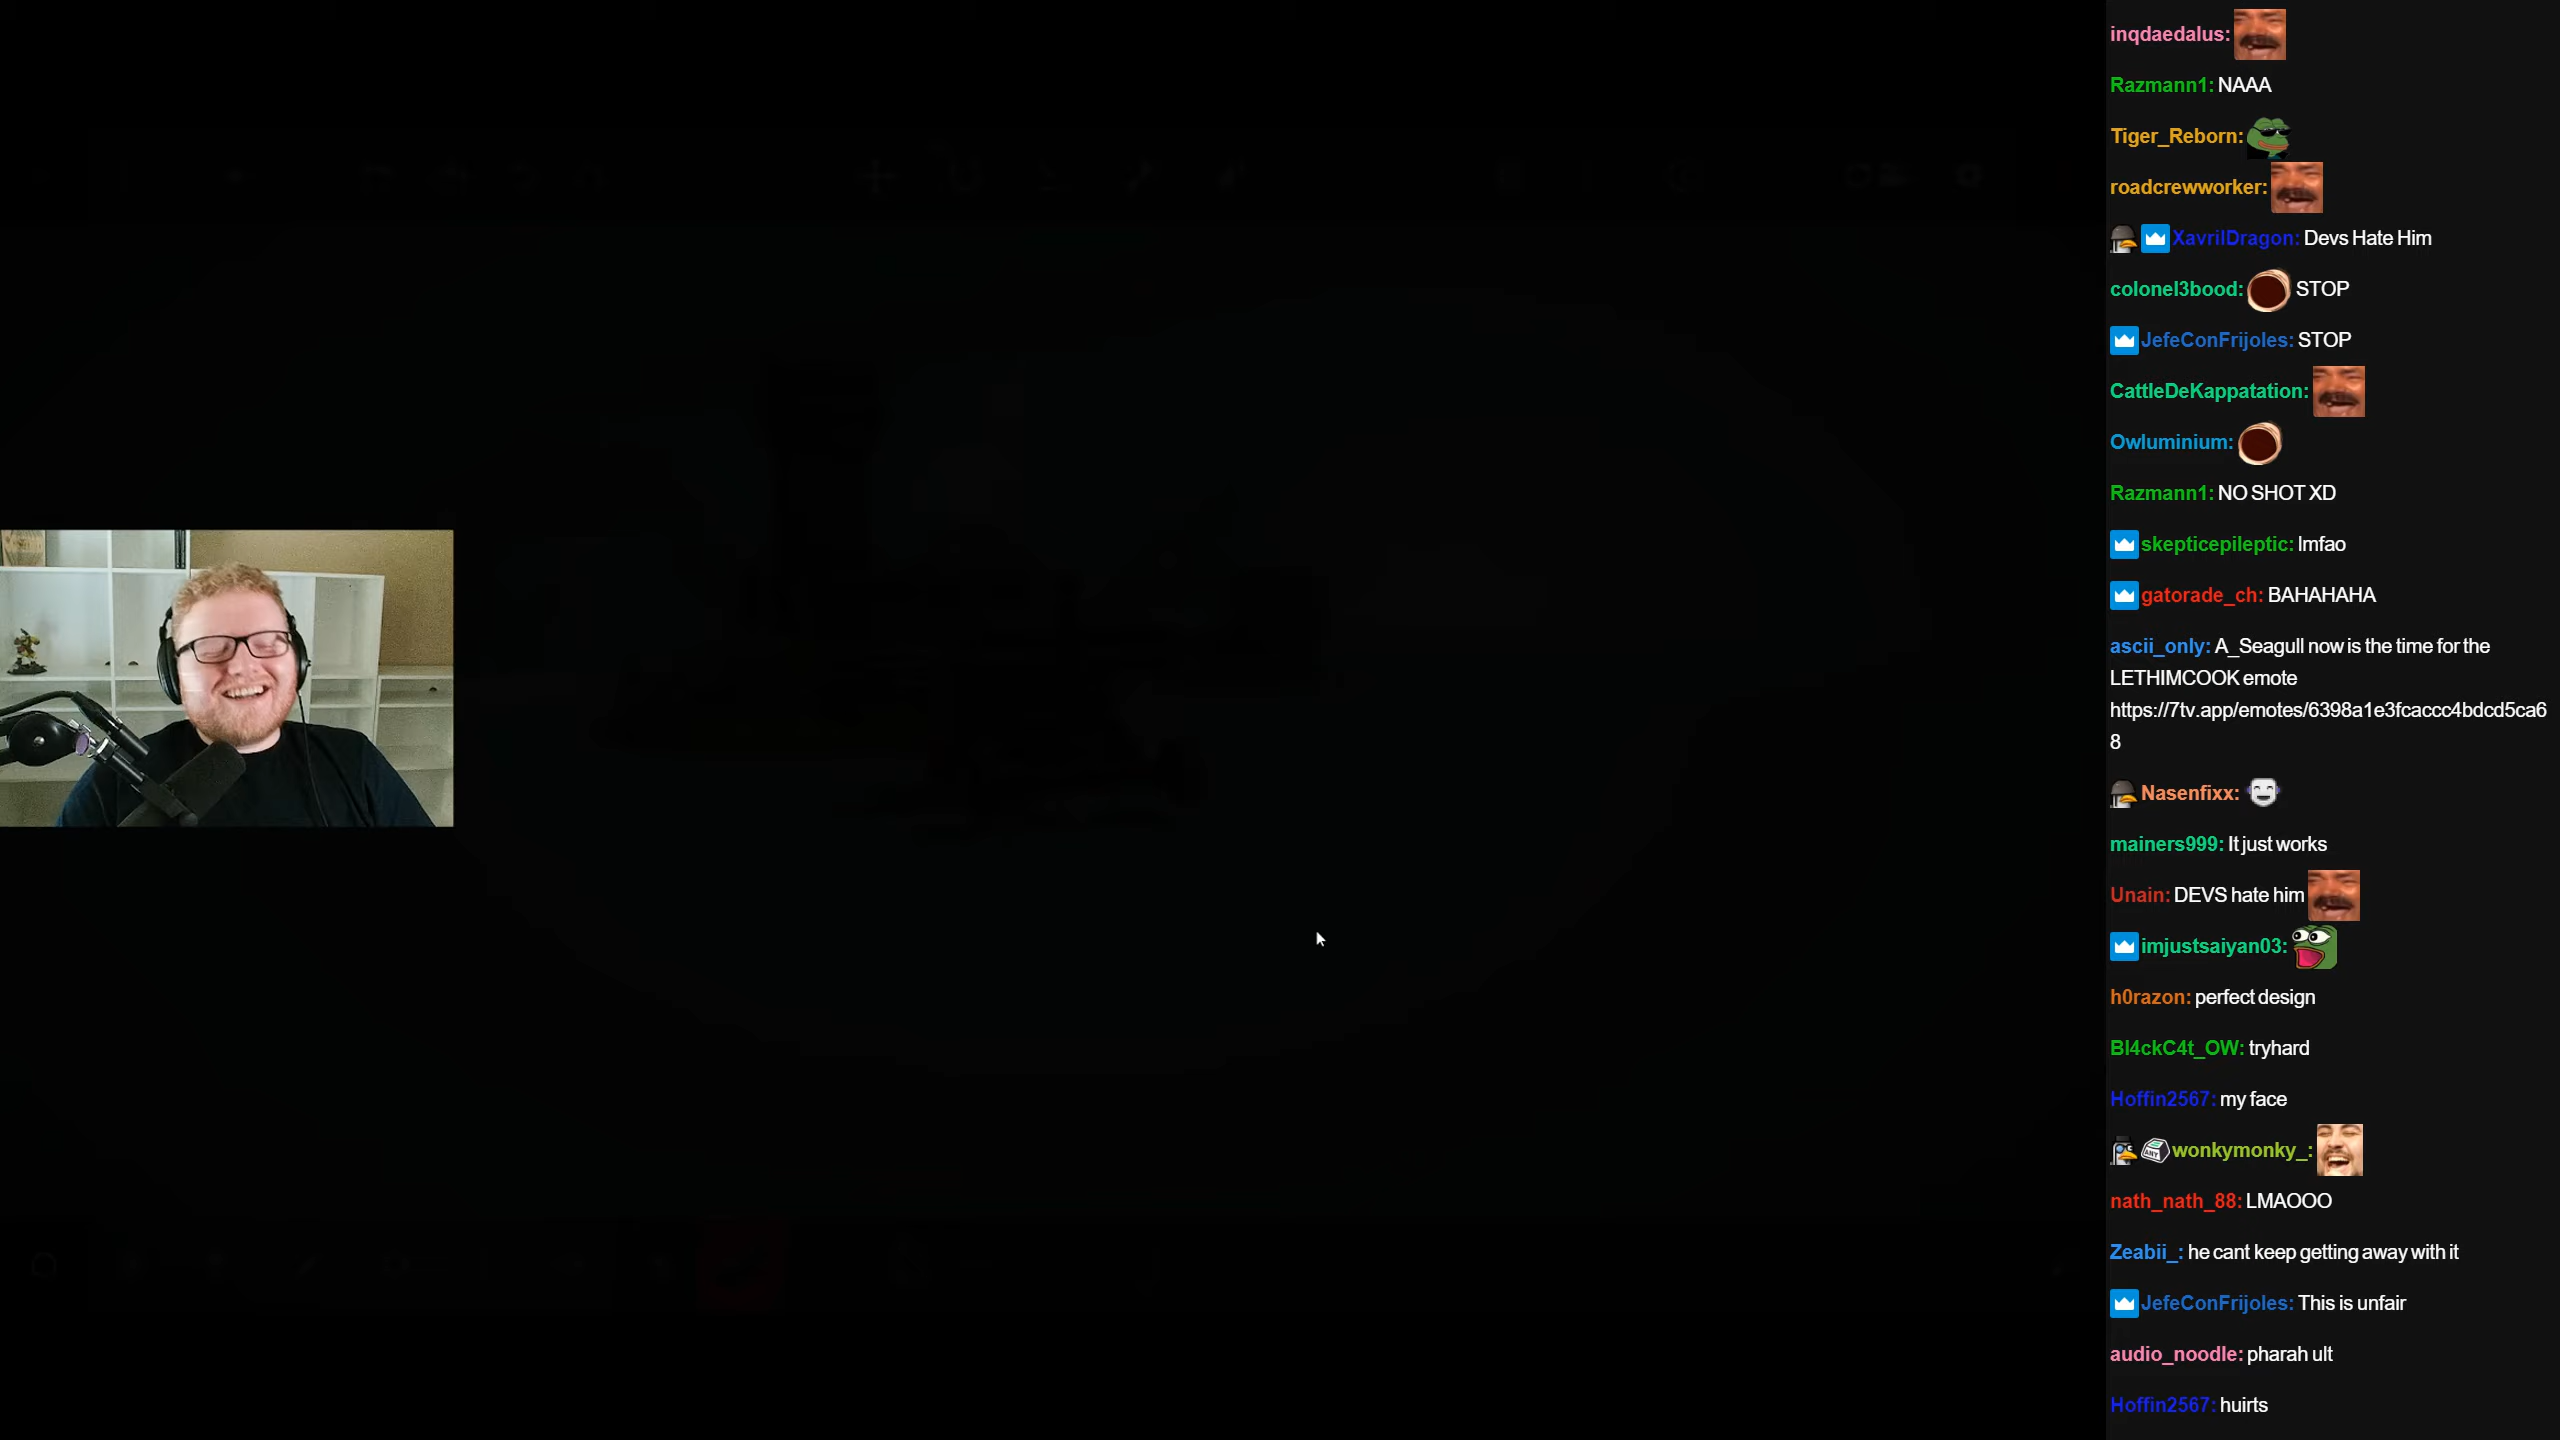 inqdaedalus:
Razmann1: NAAA
Tiger_Reborn:
roadcrewworker:
XavrilDragon: Devs Hate Him
colonel3bood: STOP
JefeConFrijoles: STOP
CattleDeKappatation:
Owluminium:
Razmann1: NO SHOT XD
skepticepileptic: lmfao
gatorade_ch: BAHAHAHA
ascii_only: A_Seagull now is the time for the
LETHIMCOOK emote
https://7tv.app/emotes/6398a1e3fcaccc4bdcd5ca6
8
Nasenfixx:
mainers999: It just works
Unain: DEVS hate him
imjustsaiyan03:
h0razon: perfect design
Bl4ckC4t_OW: tryhard
Hoffin2567: my face
wonkymonky_:
nath_nath_88: LMAOOO
Zeabii_: he cant keep getting away with it
JefeConFrijoles: This is unfair
audio_noodle: pharah ult
Hoffin2567: huirts